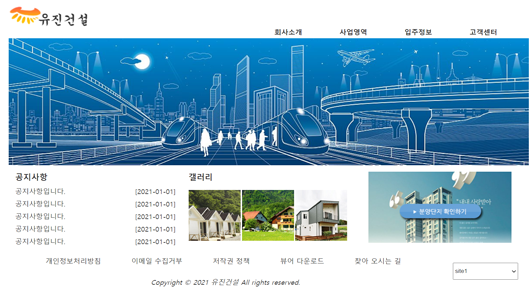 유진건설
회사소개 사업영역 입주정보 고객센터
공지사항
공지사항입니다. [2021-01-01]
공지사항입니다. [2021-01-01]
공지사항입니다. [2021-01-01]
공지사항입니다. [2021-01-01]
공지사항입니다. [2021-01-01]
갤러리
▸ 분양단지 확인하기
개인정보처리방침 이메일 수집거부 저작권 정책 뷰어 다운로드 찾아 오시는 길
Copyright © 2021 유진건설 All rights reserved.
site1